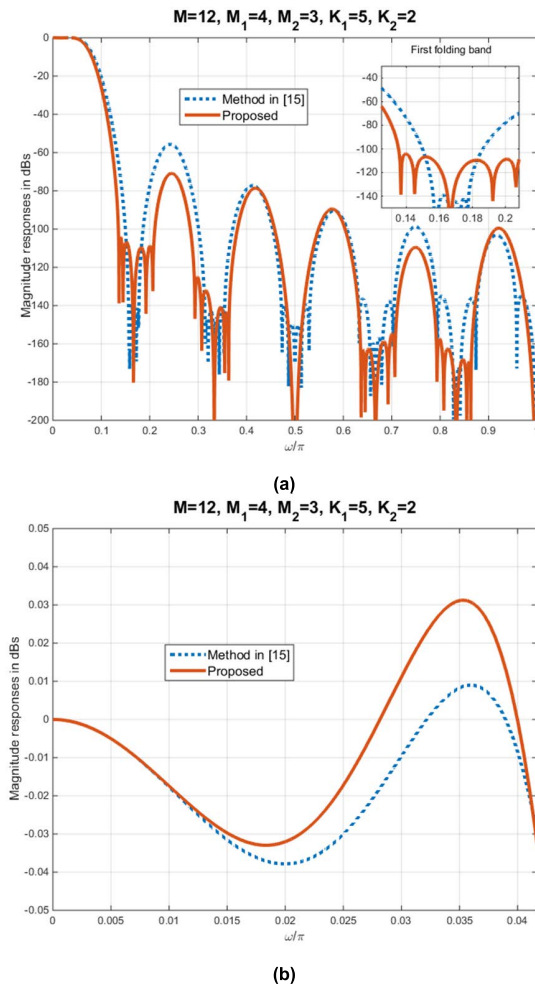 M=12, M₁=4, M₂=3, K₁=5, K₂=2
0
-20
-40
-60
-80
-100
-120
-140
-160
-180
-200
Magnitude responses in dBs
Method in [15]
Proposed
First folding band
-40
-60
-80
-100
-120
-140
0.14 0.16 0.18 0.2
0 0.1 0.2 0.3 0.4 0.5 0.6 0.7 0.8 0.9
ω/π
(a)
M=12, M₁=4, M₂=3, K₁=5, K₂=2
0.05
0.04
0.03
0.02
0.01
0
-0.01
-0.02
-0.03
-0.04
-0.05
Magnitude responses in dBs
Method in [15]
Proposed
0 0.005 0.01 0.015 0.02 0.025 0.03 0.035 0.04
ω/π
(b)